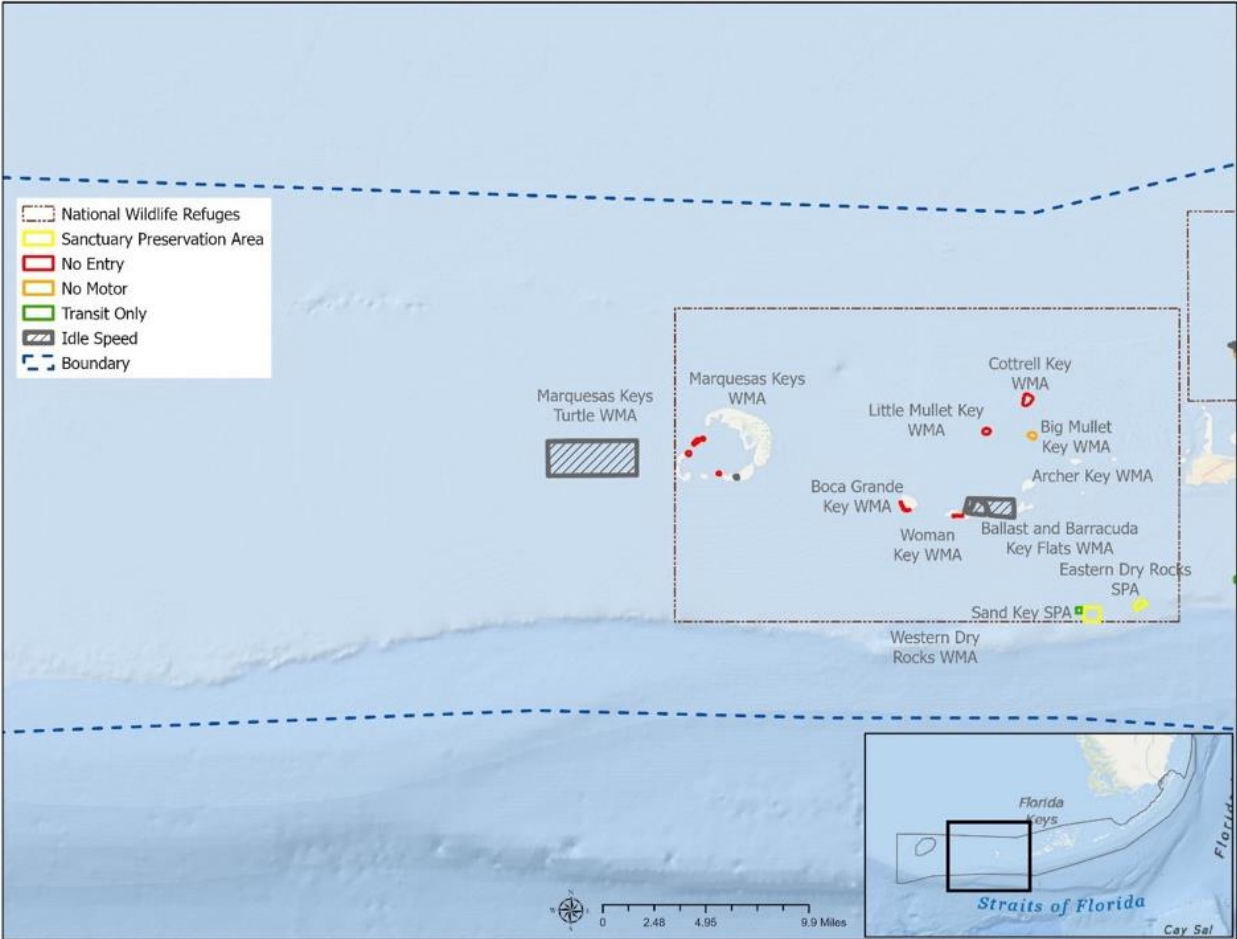 National Wildlife Refuges
Sanctuary Preservation Area
No Entry
No Motor
Transit Only
Idle Speed
Boundary
Marquesas Keys
Turtle WMA
Marquesas Keys
WMA
Cottrell Key
WMA
Little Mullet Key
WMA
Big Mullet
Key WMA
Archer Key WMA
Boca Grande
Key WMA
Woman
Key WMA
Ballast and Barracuda
Key Flats WMA
Eastern Dry Rocks
SPA
Sand Key SPA
Western Dry
Rocks WMA
N
0 2.48 4.95 9.9 Miles
Florida
Keys
Florida
Straits of Florida
Cay Sal